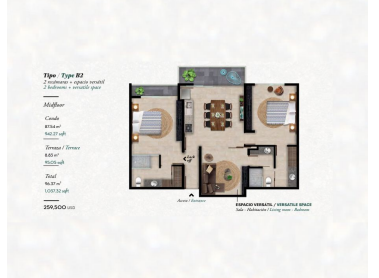 Tipo / Type B2
2 recámaras + espacio versátil
2 bedrooms + versatile space
Midfloor
Condo
87.54 m²
942.27 sqft
Terraza / Terrace
8.83 m²
95.05 sqft
Total
96.37 m²
1,037.32 sqft
259,500 USD
Acceso / Entrance
ESPACIO VERSÁTIL / VERSATILE SPACE
Sala - Habitación / Living room - Bedroom